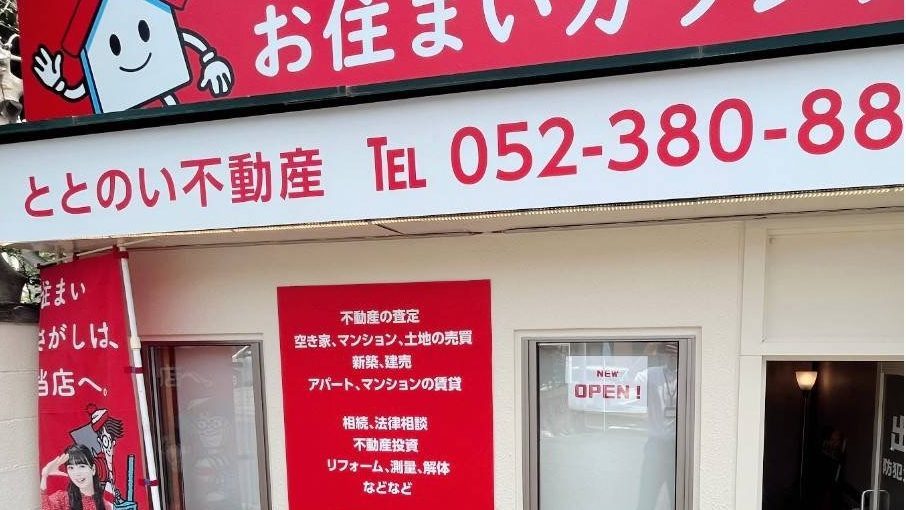 お住まい
ととのい不動産 TEL 052-380-88
住まい
さがしは、
当店へ。
不動産の査定
空き家、マンション、土地の売買
新築、建売
アパート、マンションの賃貸
相続、法律相談
不動産投資
リフォーム、測量、解体
などなど
NEW
OPEN!
防犯